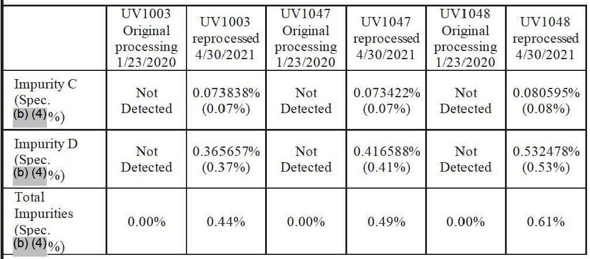 UV1003 Original processing 1/23/2020
UV1003 reprocessed 4/30/2021
UV1047 Original processing 1/23/2020
UV1047 reprocessed 4/30/2021
UV1048 Original processing 1/23/2020
UV1048 reprocessed 4/30/2021
Impurity C (Spec. (b) (4)%)
Not Detected
0.073838% (0.07%)
Not Detected
0.073422% (0.07%)
Not Detected
0.080595% (0.08%)
Impurity D (Spec. (b) (4)%)
Not Detected
0.365657% (0.37%)
Not Detected
0.416588% (0.41%)
Not Detected
0.532478% (0.53%)
Total Impurities (Spec. (b) (4)%)
0.00%
0.44%
0.00%
0.49%
0.00%
0.61%